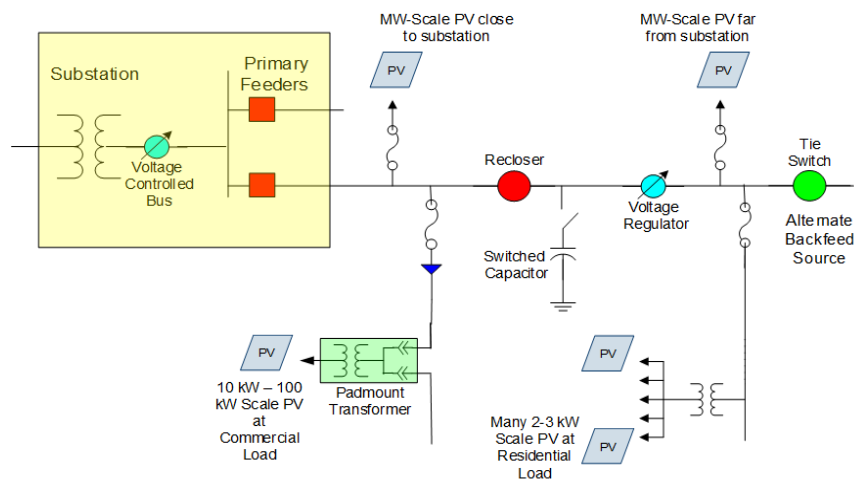 MW-Scale PV close
to substation
MW-Scale PV far
from substation
PV
PV
Substation
Primary
Feeders
Voltage
Controlled
Bus
Recloser
Tie
Switch
Voltage
Regulator
Alternate
Backfeed
Source
Switched
Capacitor
PV
10 kW – 100
kW Scale PV
at
Commercial
Load
Padmount
Transformer
PV
Many 2-3 kW
Scale PV at
Residential
Load
PV